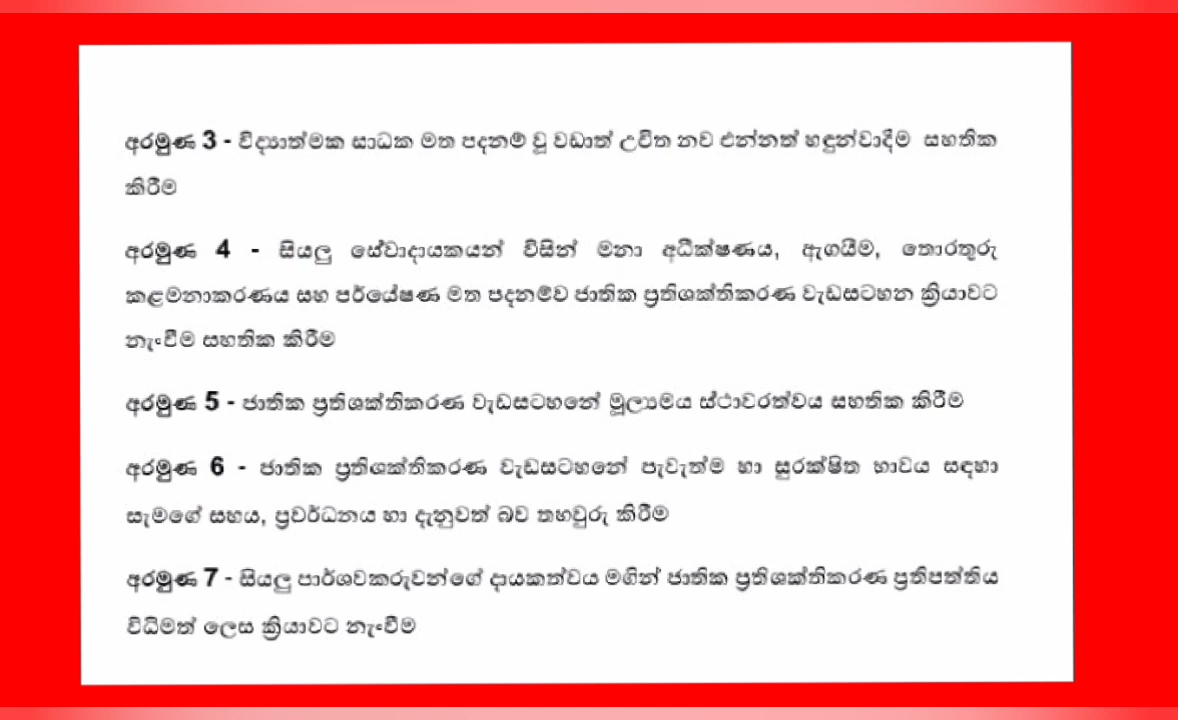 අරමුණ 3 - විද්‍යාත්මක සාධක මත පදනම් වූ වඩාත් උචිත නව එන්නත් හඳුන්වාදීම සහතික
කිරීම
අරමුණ 4 - සියලු සේවාදායකයන් විසින් මනා අධීක්ෂණය, ඇගයීම, තොරතුරු
කළමනාකරණය සහ පර්යේෂණ මත පදනම්ව ජාතික ප්‍රතිශක්තිකරණ වැඩසටහන ක්‍රියාවට
නැංවීම සහතික කිරීම
අරමුණ 5 - ජාතික ප්‍රතිශක්තිකරණ වැඩසටහනේ මූල්‍යමය ස්ථාවරත්වය සහතික කිරීම
අරමුණ 6 - ජාතික ප්‍රතිශක්තිකරණ වැඩසටහනේ පැවැත්ම හා සුරක්ෂිත භාවය සඳහා
සැමගේ සහය, ප්‍රවර්ධනය හා දැනුවත් බව තහවුරු කිරීම
අරමුණ 7 - සියලු පාර්ශවකරුවන්ගේ දායකත්වය මගින් ජාතික ප්‍රතිශක්තිකරණ ප්‍රතිපත්තිය
විධිමත් ලෙස ක්‍රියාවට නැංවීම